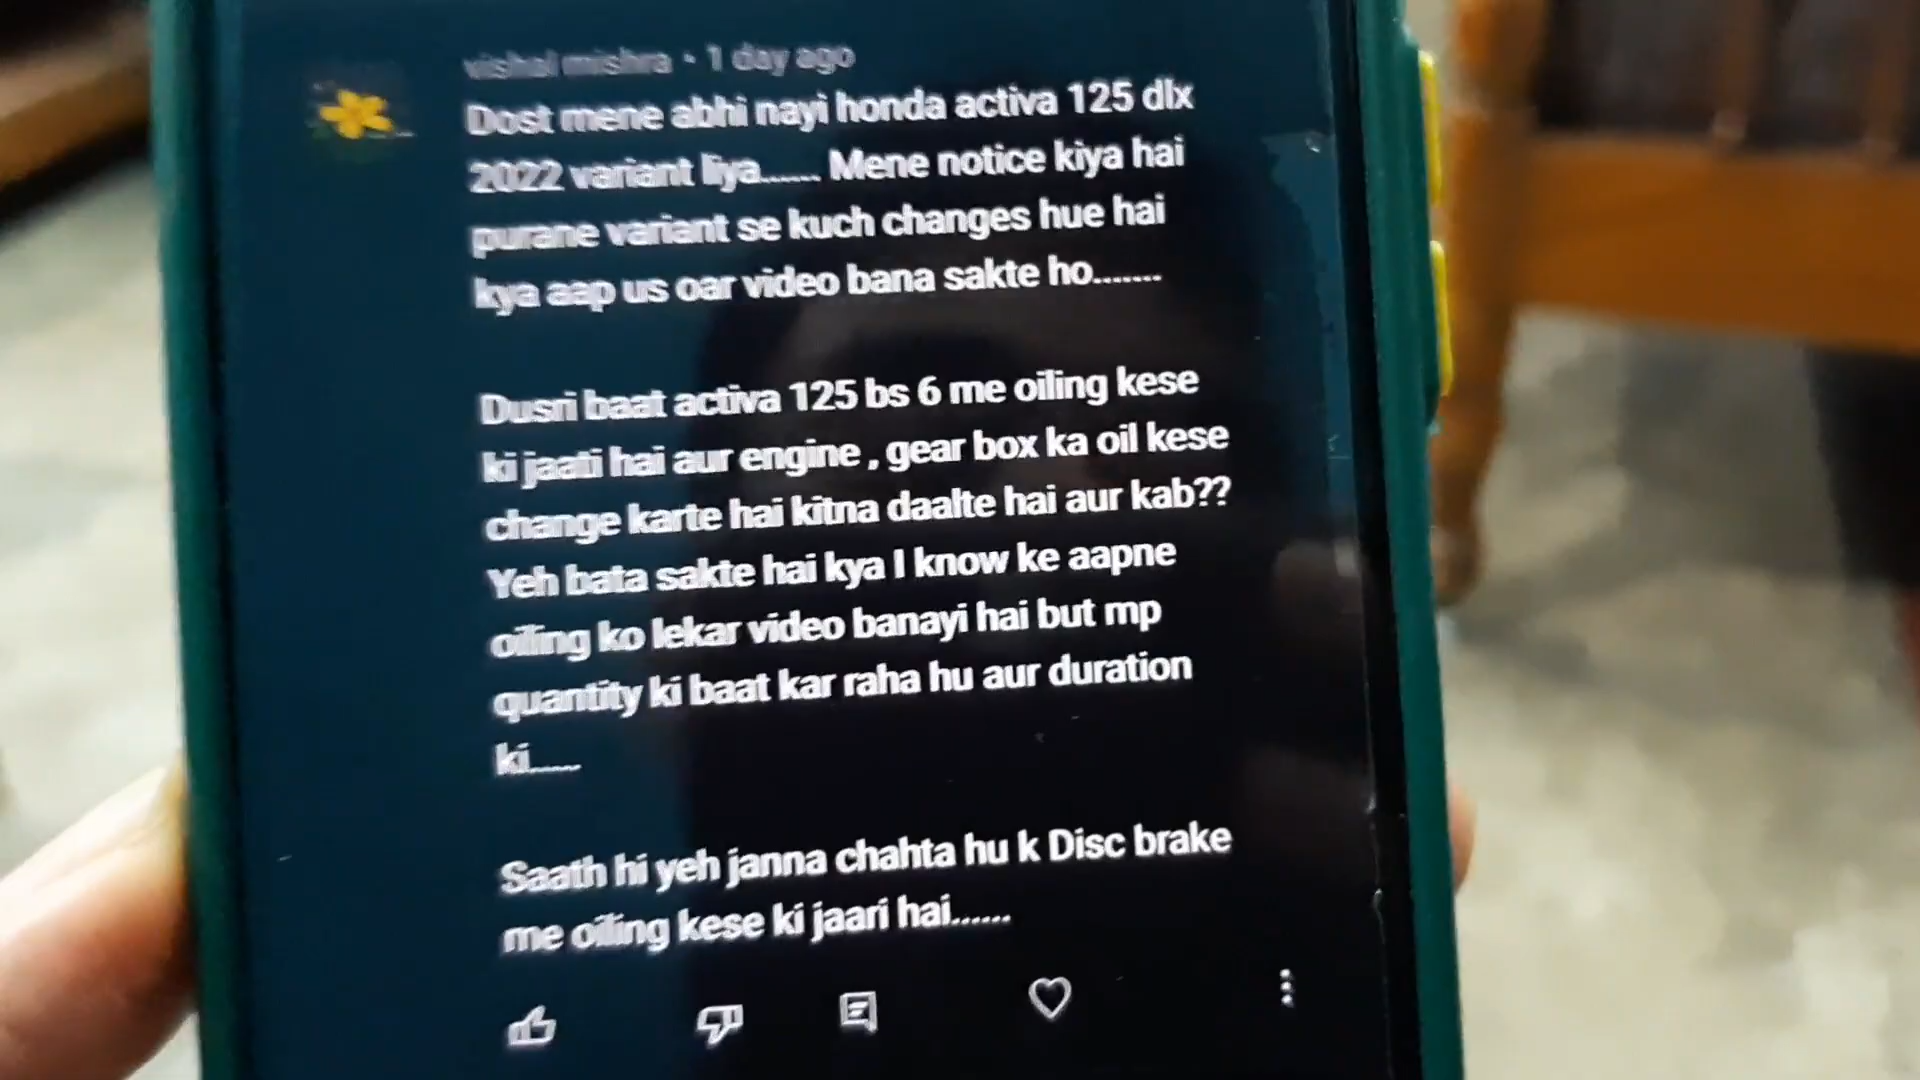 vishal mishra • 1 day ago
Dost mene abhi nayi honda activa 125 dlx
2022 variant liya...... Mene notice kiya hai
purane variant se kuch changes hue hai
kya aap us oar video bana sakte ho.......
Dusri baat activa 125 bs 6 me oiling kese
ki jaati hai aur engine , gear box ka oil kese
change karte hai kitna daalte hai aur kab??
Yeh bata sakte hai kya I know ke aapne
oiling ko lekar video banayi hai but mp
quantity ki baat kar raha hu aur duration
ki......
Saath hi yeh janna chahta hu k Disc brake
me oiling kese ki jaari hai......